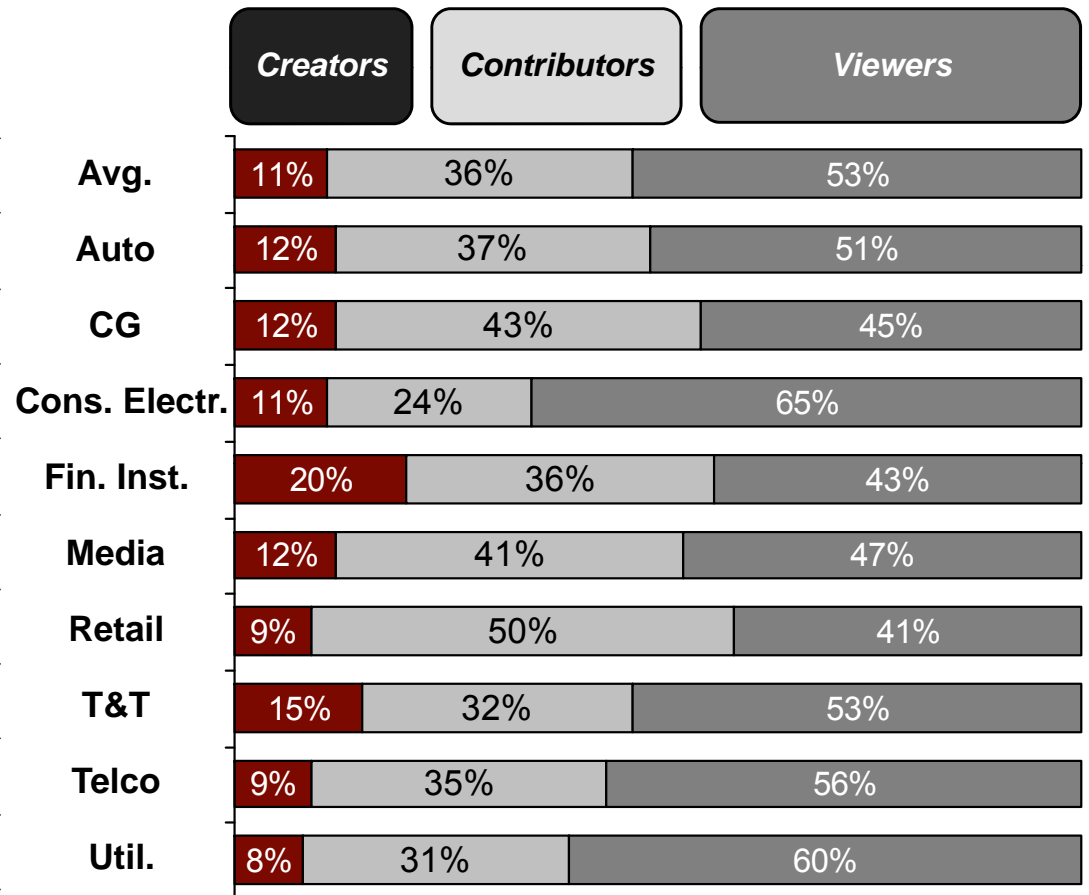 Creators Contributors Viewers
Avg. 11% 36% 53%
Auto 12% 37% 51%
CG 12% 43% 45%
Cons. Electr. 11% 24% 65%
Fin. Inst. 20% 36% 43%
Media 12% 41% 47%
Retail 9% 50% 41%
T&T 15% 32% 53%
Telco 9% 35% 56%
Util. 8% 31% 60%